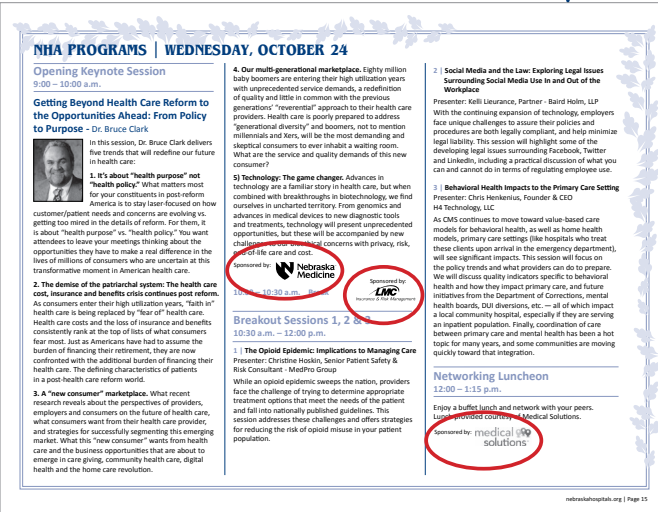 NHA PROGRAMS | WEDNESDAY, OCTOBER 24
Opening Keynote Session
9:00 – 10:00 a.m.
Getting Beyond Health Care Reform to
the Opportunities Ahead: From Policy
to Purpose - Dr. Bruce Clark
In this session, Dr. Bruce Clark delivers
five trends that will redefine our future
in health care:
1. It's about "health purpose" not
"health policy." What matters most
for your constituents in post-reform
America is to stay laser-focused on how
customer/patient needs and concerns are evolving vs.
getting too mired in the details of reform. For them, it
is about "health purpose" vs. "health policy." You want
attendees to leave your meetings thinking about the
opportunities they have to make a real difference in the
lives of millions of consumers who are uncertain at this
transformative moment in American health care.
2. The demise of the patriarchal system: The health care
cost, insurance and benefits crisis continues post reform.
As consumers enter their high utilization years, "faith in"
health care is being replaced by "fear of" health care.
Health care costs and the loss of insurance and benefits
consistently rank at the top of lists of what consumers
fear most. Just as Americans have had to assume the
burden of financing their retirement, they are now
confronted with the additional burden of financing their
health care. The defining characteristics of patients
in a post-health care reform world.
3. A "new consumer" marketplace. What recent
research reveals about the perspectives of providers,
employers and consumers on the future of health care,
what consumers want from their health care provider,
and strategies for successfully segmenting this emerging
market. What this "new consumer" wants from health
care and the business opportunities that are about to
emerge in care giving, community health care, digital
health and the home care revolution.
4. Our multi-generational marketplace. Eighty million
baby boomers are entering their high utilization years
with unprecedented service demands, a redefinition
of quality and little in common with the previous
generations' "reverential" approach to their health care
providers. Health care is poorly prepared to address
"generational diversity" and boomers, not to mention
millennials and Xers, will be the most demanding and
skeptical consumers to ever inhabit a waiting room.
What are the service and quality demands of this new
consumer?
5) Technology: The game changer. Advances in
technology are a familiar story in health care, but when
combined with breakthroughs in biotechnology, we find
ourselves in uncharted territory. From genomics and
advances in medical devices to new diagnostic tools
and treatments, technology will present unprecedented
opportunities, but these will be accompanied by new
challenges to our bioethical concerns with privacy, risk,
end-of-life care and cost.
Sponsored by:
Nebraska
Medicine
10:00 – 10:30 a.m. Break
Sponsored by:
LMC
Insurance & Risk Management
Breakout Sessions 1, 2 & 3
10:30 a.m. – 12:00 p.m.
1 | The Opioid Epidemic: Implications to Managing Care
Presenter: Christine Hoskin, Senior Patient Safety &
Risk Consultant - MedPro Group
While an opioid epidemic sweeps the nation, providers
face the challenge of trying to determine appropriate
treatment options that meet the needs of the patient
and fall into nationally published guidelines. This
session addresses these challenges and offers strategies
for reducing the risk of opioid misuse in your patient
population.
2 | Social Media and the Law: Exploring Legal Issues
Surrounding Social Media Use In and Out of the
Workplace
Presenter: Kelli Lieurance, Partner - Baird Holm, LLP
With the continued expansion of technology, employers
face unique challenges to assure their policies and
procedures are both legally compliant, and help minimize
legal liability. This session will highlight some of the
developing legal issues surrounding Facebook, Twitter
and LinkedIn, including a practical discussion of what you
can and cannot do in terms of regulating employee use.
3 | Behavioral Health Impacts to the Primary Care Setting
Presenter: Chris Henkenius, Founder & CEO
H4 Technology, LLC
As CMS continues to move toward value-based care
models for behavioral health, as well as home health
models, primary care settings (like hospitals who treat
these clients upon arrival in the emergency department),
will see significant impacts. This session will focus on
the policy trends and what providers can do to prepare.
We will discuss quality indicators specific to behavioral
health and how they impact primary care, and future
initiatives from the Department of Corrections, mental
health boards, DUI diversions, etc. — all of which impact
a local community hospital, especially if they are serving
an inpatient population. Finally, coordination of care
between primary care and mental health has been a hot
topic for many years, and some communities are moving
quickly toward that integration.
Networking Luncheon
12:00 – 1:15 p.m.
Enjoy a buffet lunch and network with your peers.
Lunch provided courtesy of Medical Solutions.
Sponsored by:
medical
solutions
nebraskahospitals.org | Page 15